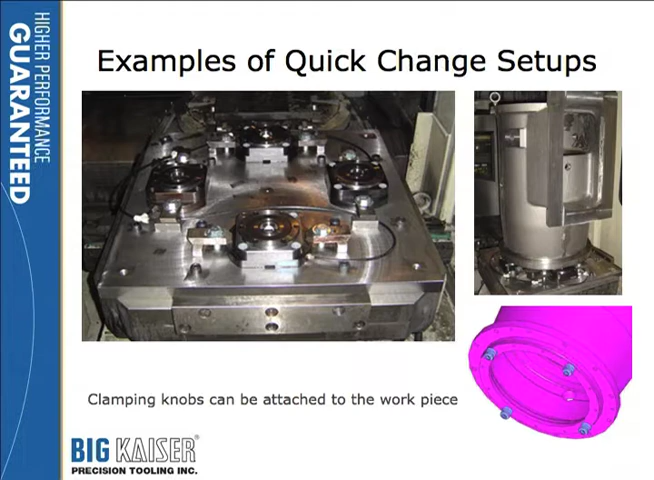 HIGHER PERFORMANCE
GUARANTEED
Examples of Quick Change Setups
Clamping knobs can be attached to the work piece
BIG KAISER®
PRECISION TOOLING INC.